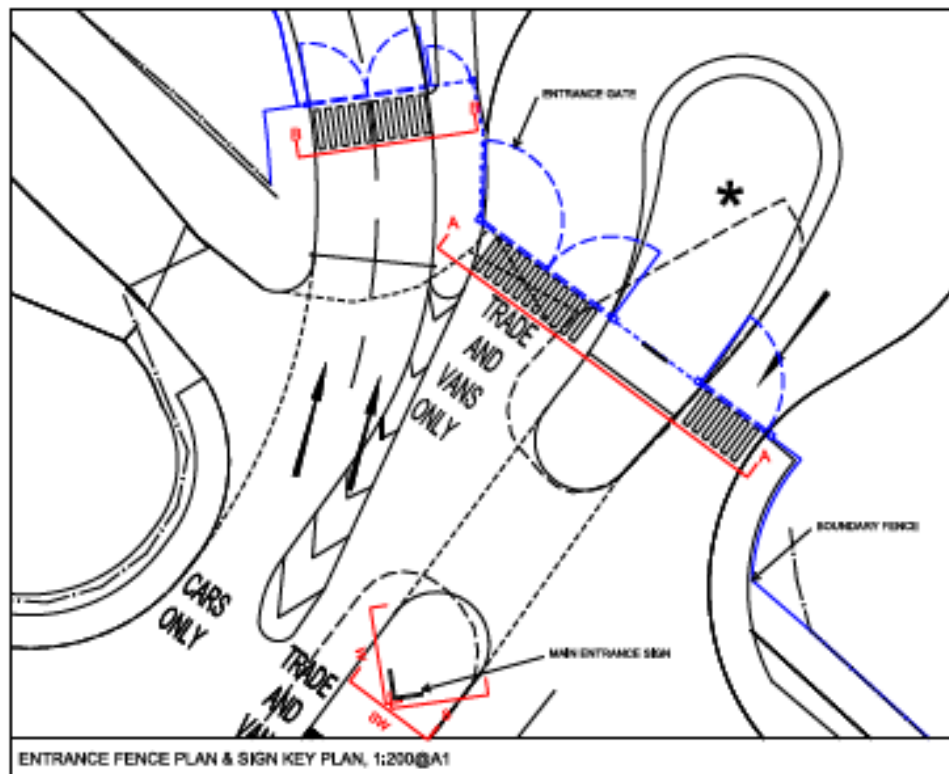 ENTRANCE GATE
B
B
*
A
TRADE
AND
VANS
ONLY
A
BOUNDARY FENCE
CARS
ONLY
MAIN ENTRANCE SIGN
TRADE
AND
SW
ENTRANCE FENCE PLAN & SIGN KEY PLAN, 1:200@A1